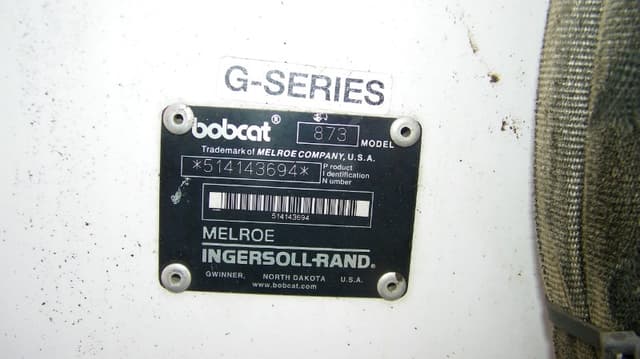 G-SERIES
bobcat® 873 MODEL
Trademark of MELROE COMPANY, U.S.A.
*514143694* Product Identification Number
514143694
MELROE
INGERSOLL-RAND®
GWINNER, NORTH DAKOTA U.S.A.
www.bobcat.com